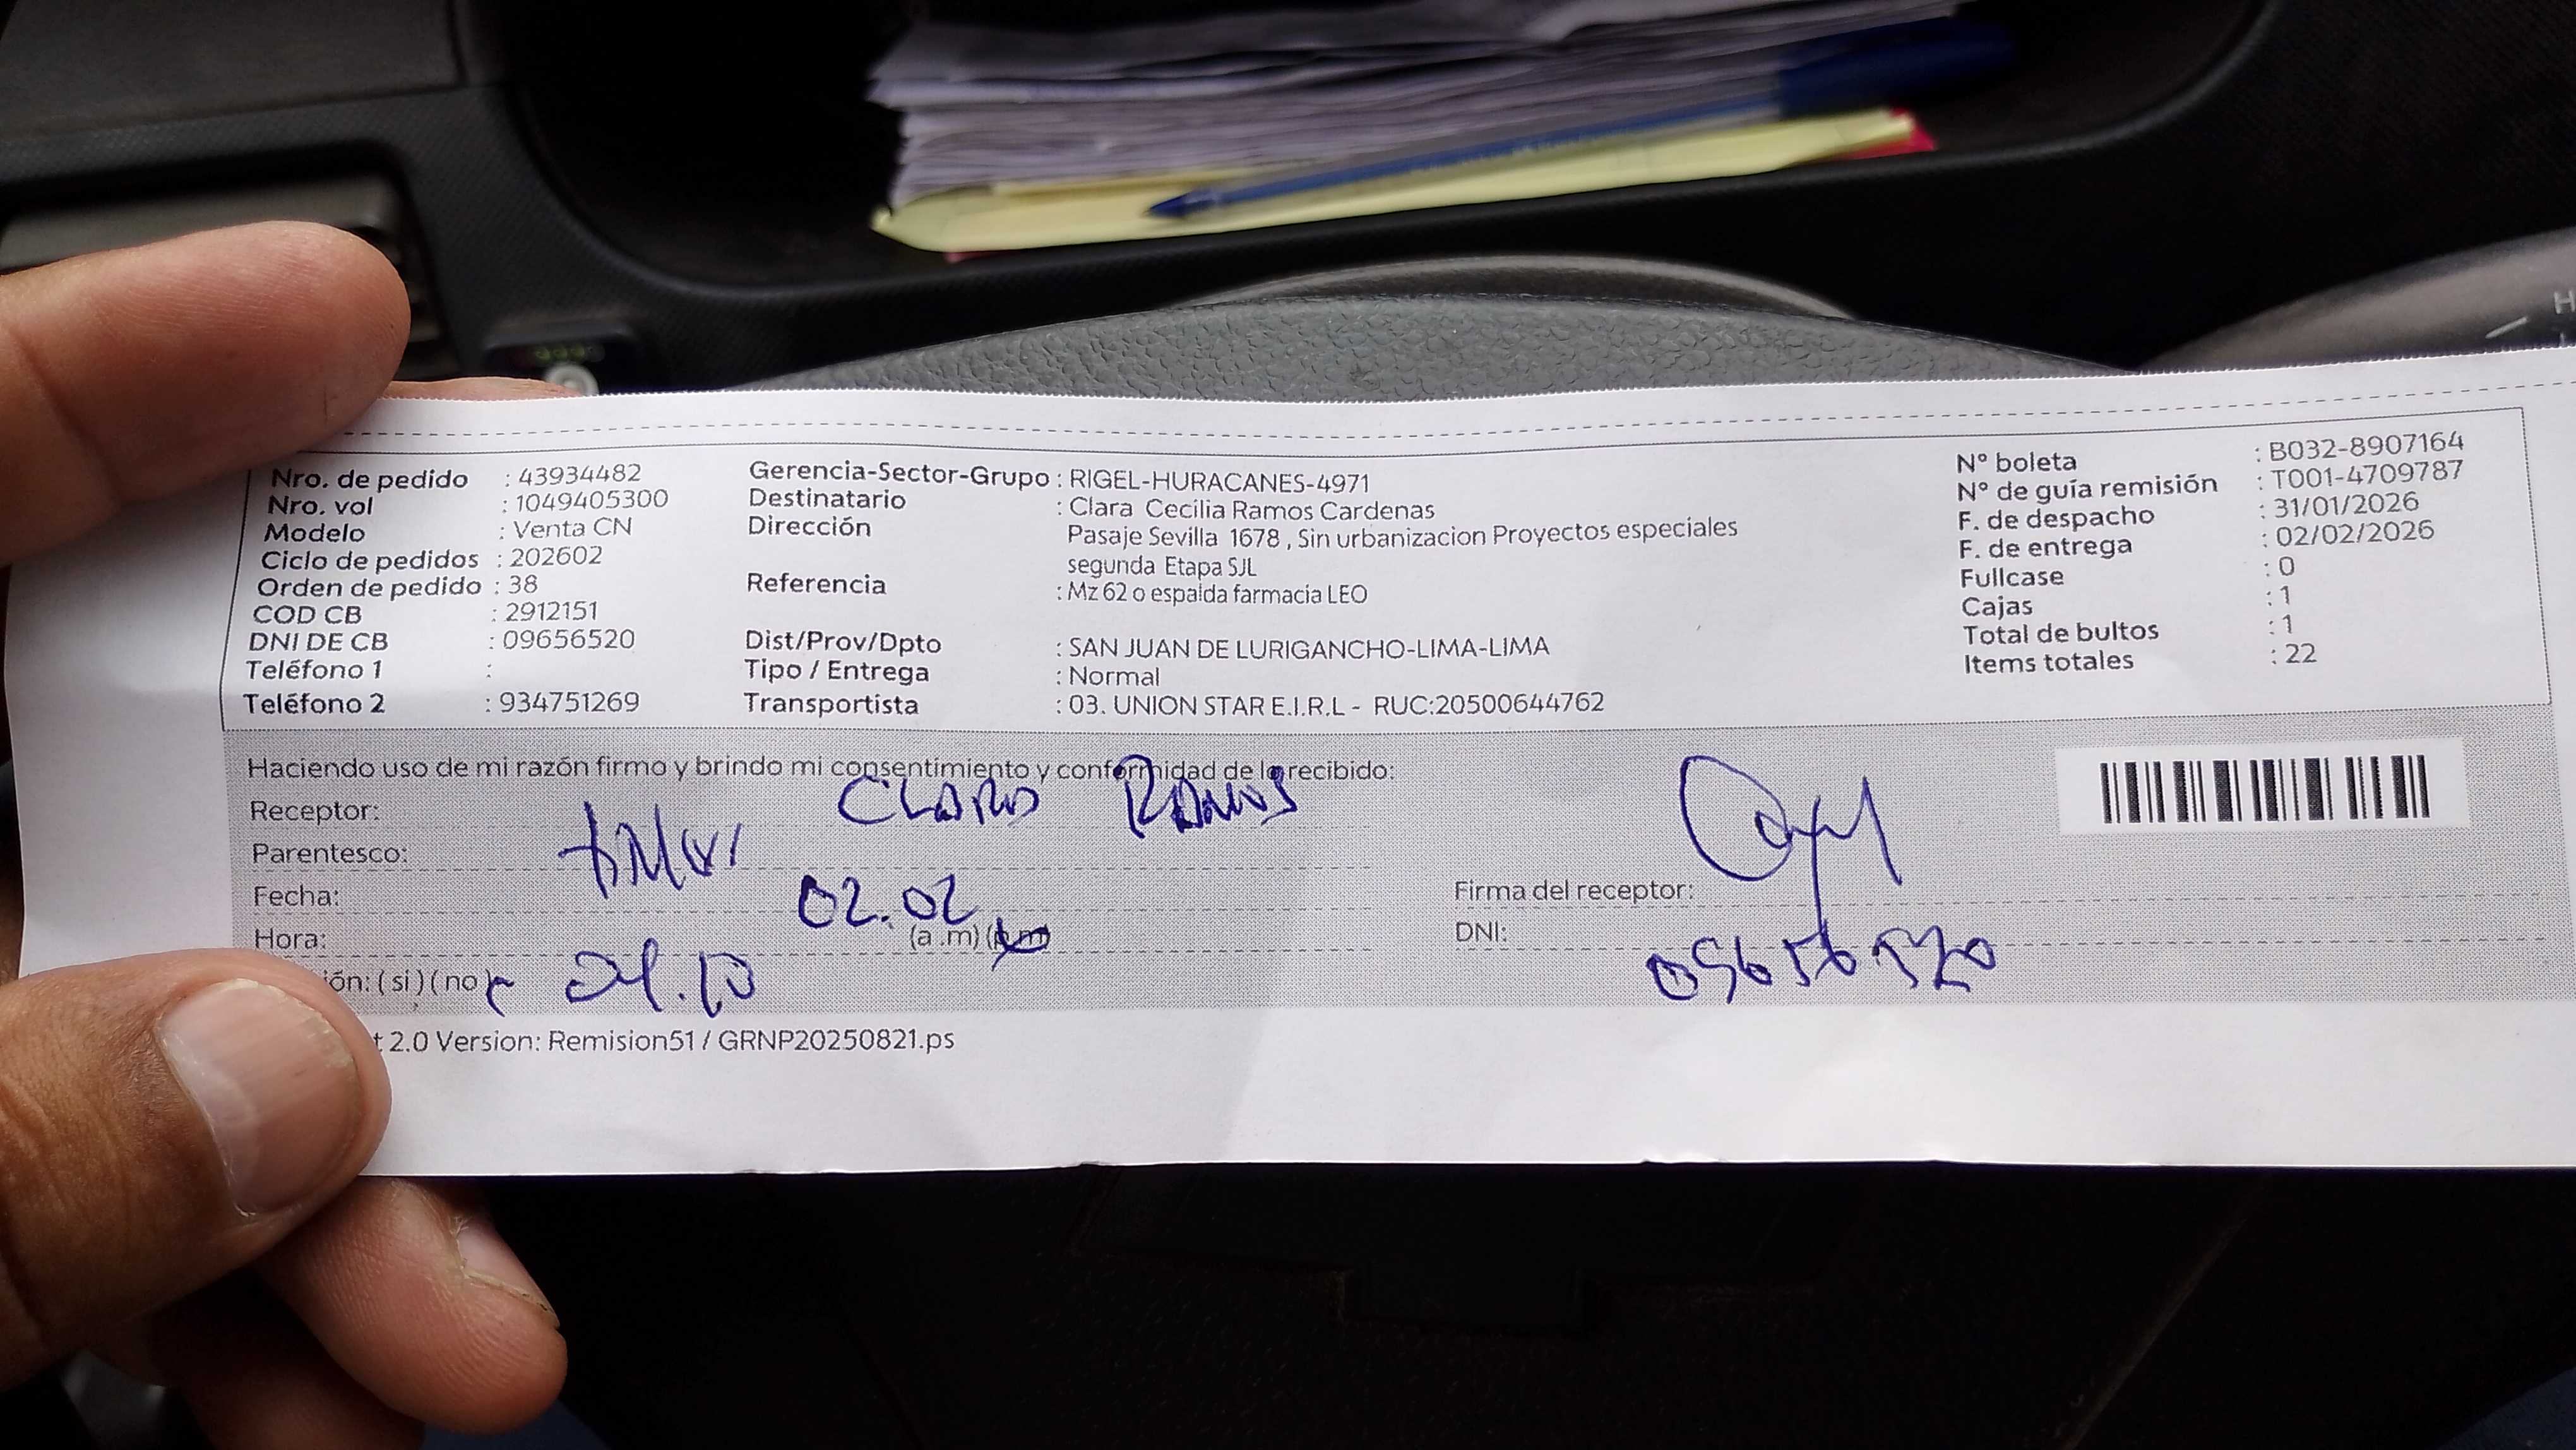 Nro. de pedido : 43934482
Nro. vol : 1049405300
Modelo : Venta CN
Ciclo de pedidos : 202602
Orden de pedido : 38
COD CB : 2912151
DNI DE CB : 09656520
Teléfono 1 :
Teléfono 2 : 934751269
Gerencia-Sector-Grupo : RIGEL-HURACANES-4971
Destinatario : Clara Cecilia Ramos Cardenas
Dirección Pasaje Sevilla 1678 , Sin urbanizacion Proyectos especiales
segunda Etapa SJL
Referencia : Mz 62 o espalda farmacia LEO
Dist/Prov/Dpto : SAN JUAN DE LURIGANCHO-LIMA-LIMA
Tipo / Entrega : Normal
Transportista : 03. UNION STAR E.I.R.L - RUC:20500644762
N° boleta : B032-8907164
N° de guía remisión : T001-4709787
F. de despacho : 31/01/2026
F. de entrega : 02/02/2026
Fullcase : 0
Cajas : 1
Total de bultos : 1
Items totales : 22
Haciendo uso de mi razón firmo y brindo mi consentimiento y conformidad de lo recibido:
Receptor: RAMOS
Parentesco:
Fecha: 02.02
Hora: (a .m) (p.m)
ión: ( si ) ( no )
Firma del receptor:
DNI: 09656520
t 2.0 Version: Remision51 / GRNP20250821.ps
H